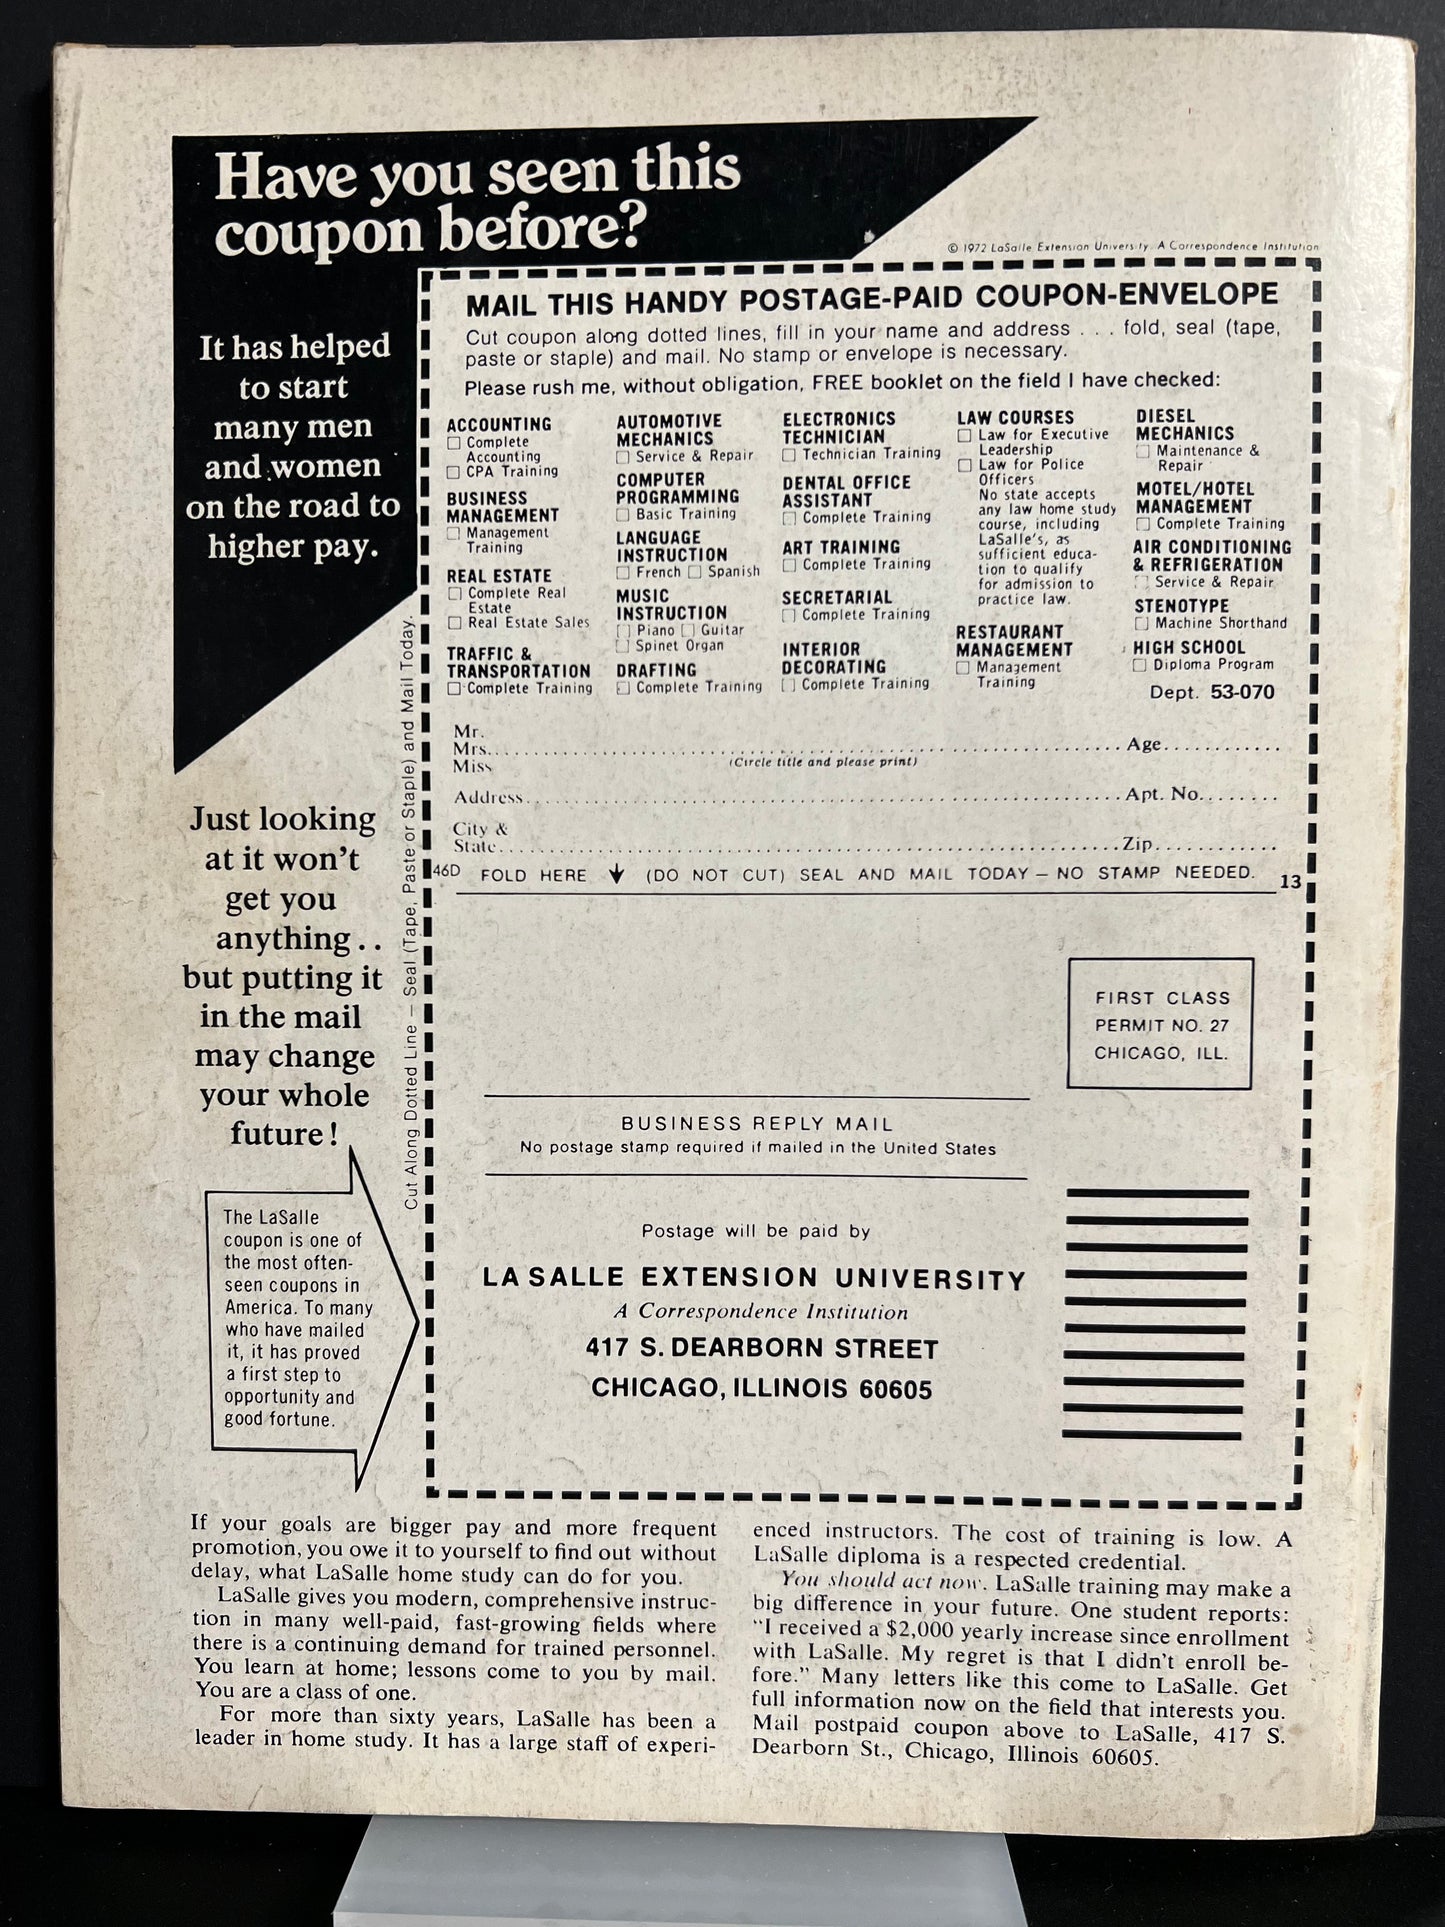 Have you seen this
coupon before?
© 1972 LaSalle Extension University. A Correspondence Institution
It has helped
to start
many men
and women
on the road to
higher pay.
Just looking
at it won't
get you
anything..
but putting it
in the mail
may change
your whole
future!
The LaSalle
coupon is one of
the most often-
seen coupons in
America. To many
who have mailed
it, it has proved
a first step to
opportunity and
good fortune.
Cut Along Dotted Line – Seal (Tape, Paste or Staple) and Mail Today.
MAIL THIS HANDY POSTAGE-PAID COUPON-ENVELOPE
Cut coupon along dotted lines, fill in your name and address . . . fold, seal (tape,
paste or staple) and mail. No stamp or envelope is necessary.
Please rush me, without obligation, FREE booklet on the field I have checked:
ACCOUNTING
☐ Complete
Accounting
☐ CPA Training
BUSINESS
MANAGEMENT
☐ Management
Training
REAL ESTATE
☐ Complete Real
Estate
☐ Real Estate Sales
TRAFFIC &
TRANSPORTATION
☐ Complete Training
AUTOMOTIVE
MECHANICS
☐ Service & Repair
COMPUTER
PROGRAMMING
☐ Basic Training
LANGUAGE
INSTRUCTION
☐ French ☐ Spanish
MUSIC
INSTRUCTION
☐ Piano ☐ Guitar
☐ Spinet Organ
DRAFTING
☐ Complete Training
ELECTRONICS
TECHNICIAN
☐ Technician Training
DENTAL OFFICE
ASSISTANT
☐ Complete Training
ART TRAINING
☐ Complete Training
SECRETARIAL
☐ Complete Training
INTERIOR
DECORATING
☐ Complete Training
LAW COURSES
☐ Law for Executive
Leadership
☐ Law for Police
Officers
No state accepts
any law home study
course, including
LaSalle's, as
sufficient educa-
tion to qualify
for admission to
practice law.
RESTAURANT
MANAGEMENT
☐ Management
Training
DIESEL
MECHANICS
☐ Maintenance &
Repair
MOTEL/HOTEL
MANAGEMENT
☐ Complete Training
AIR CONDITIONING
& REFRIGERATION
☐ Service & Repair
STENOTYPE
☐ Machine Shorthand
HIGH SCHOOL
☐ Diploma Program
Dept. 53-070
Mr.
Mrs. Age
Miss (Circle title and please print)
Address Apt. No.
City &
State Zip
46D FOLD HERE ↓ (DO NOT CUT) SEAL AND MAIL TODAY – NO STAMP NEEDED. 13
FIRST CLASS
PERMIT NO. 27
CHICAGO, ILL.
BUSINESS REPLY MAIL
No postage stamp required if mailed in the United States
Postage will be paid by
LA SALLE EXTENSION UNIVERSITY
A Correspondence Institution
417 S. DEARBORN STREET
CHICAGO, ILLINOIS 60605
If your goals are bigger pay and more frequent
promotion, you owe it to yourself to find out without
delay, what LaSalle home study can do for you.
LaSalle gives you modern, comprehensive instruc-
tion in many well-paid, fast-growing fields where
there is a continuing demand for trained personnel.
You learn at home; lessons come to you by mail.
You are a class of one.
For more than sixty years, LaSalle has been a
leader in home study. It has a large staff of experi-
enced instructors. The cost of training is low. A
LaSalle diploma is a respected credential.
You should act now. LaSalle training may make a
big difference in your future. One student reports:
"I received a $2,000 yearly increase since enrollment
with LaSalle. My regret is that I didn't enroll be-
fore." Many letters like this come to LaSalle. Get
full information now on the field that interests you.
Mail postpaid coupon above to LaSalle, 417 S.
Dearborn St., Chicago, Illinois 60605.